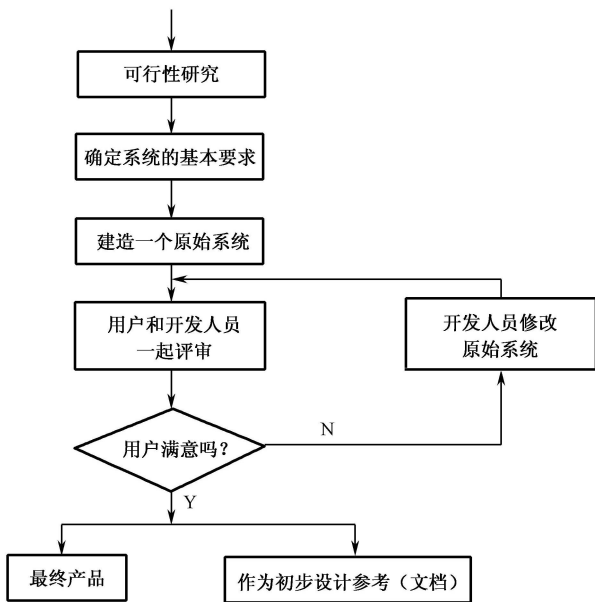 可行性研究
确定系统的基本要求
建造一个原始系统
用户和开发人员
一起评审
开发人员修改
原始系统
用户满意吗？
N
Y
最终产品
作为初步设计参考（文档）